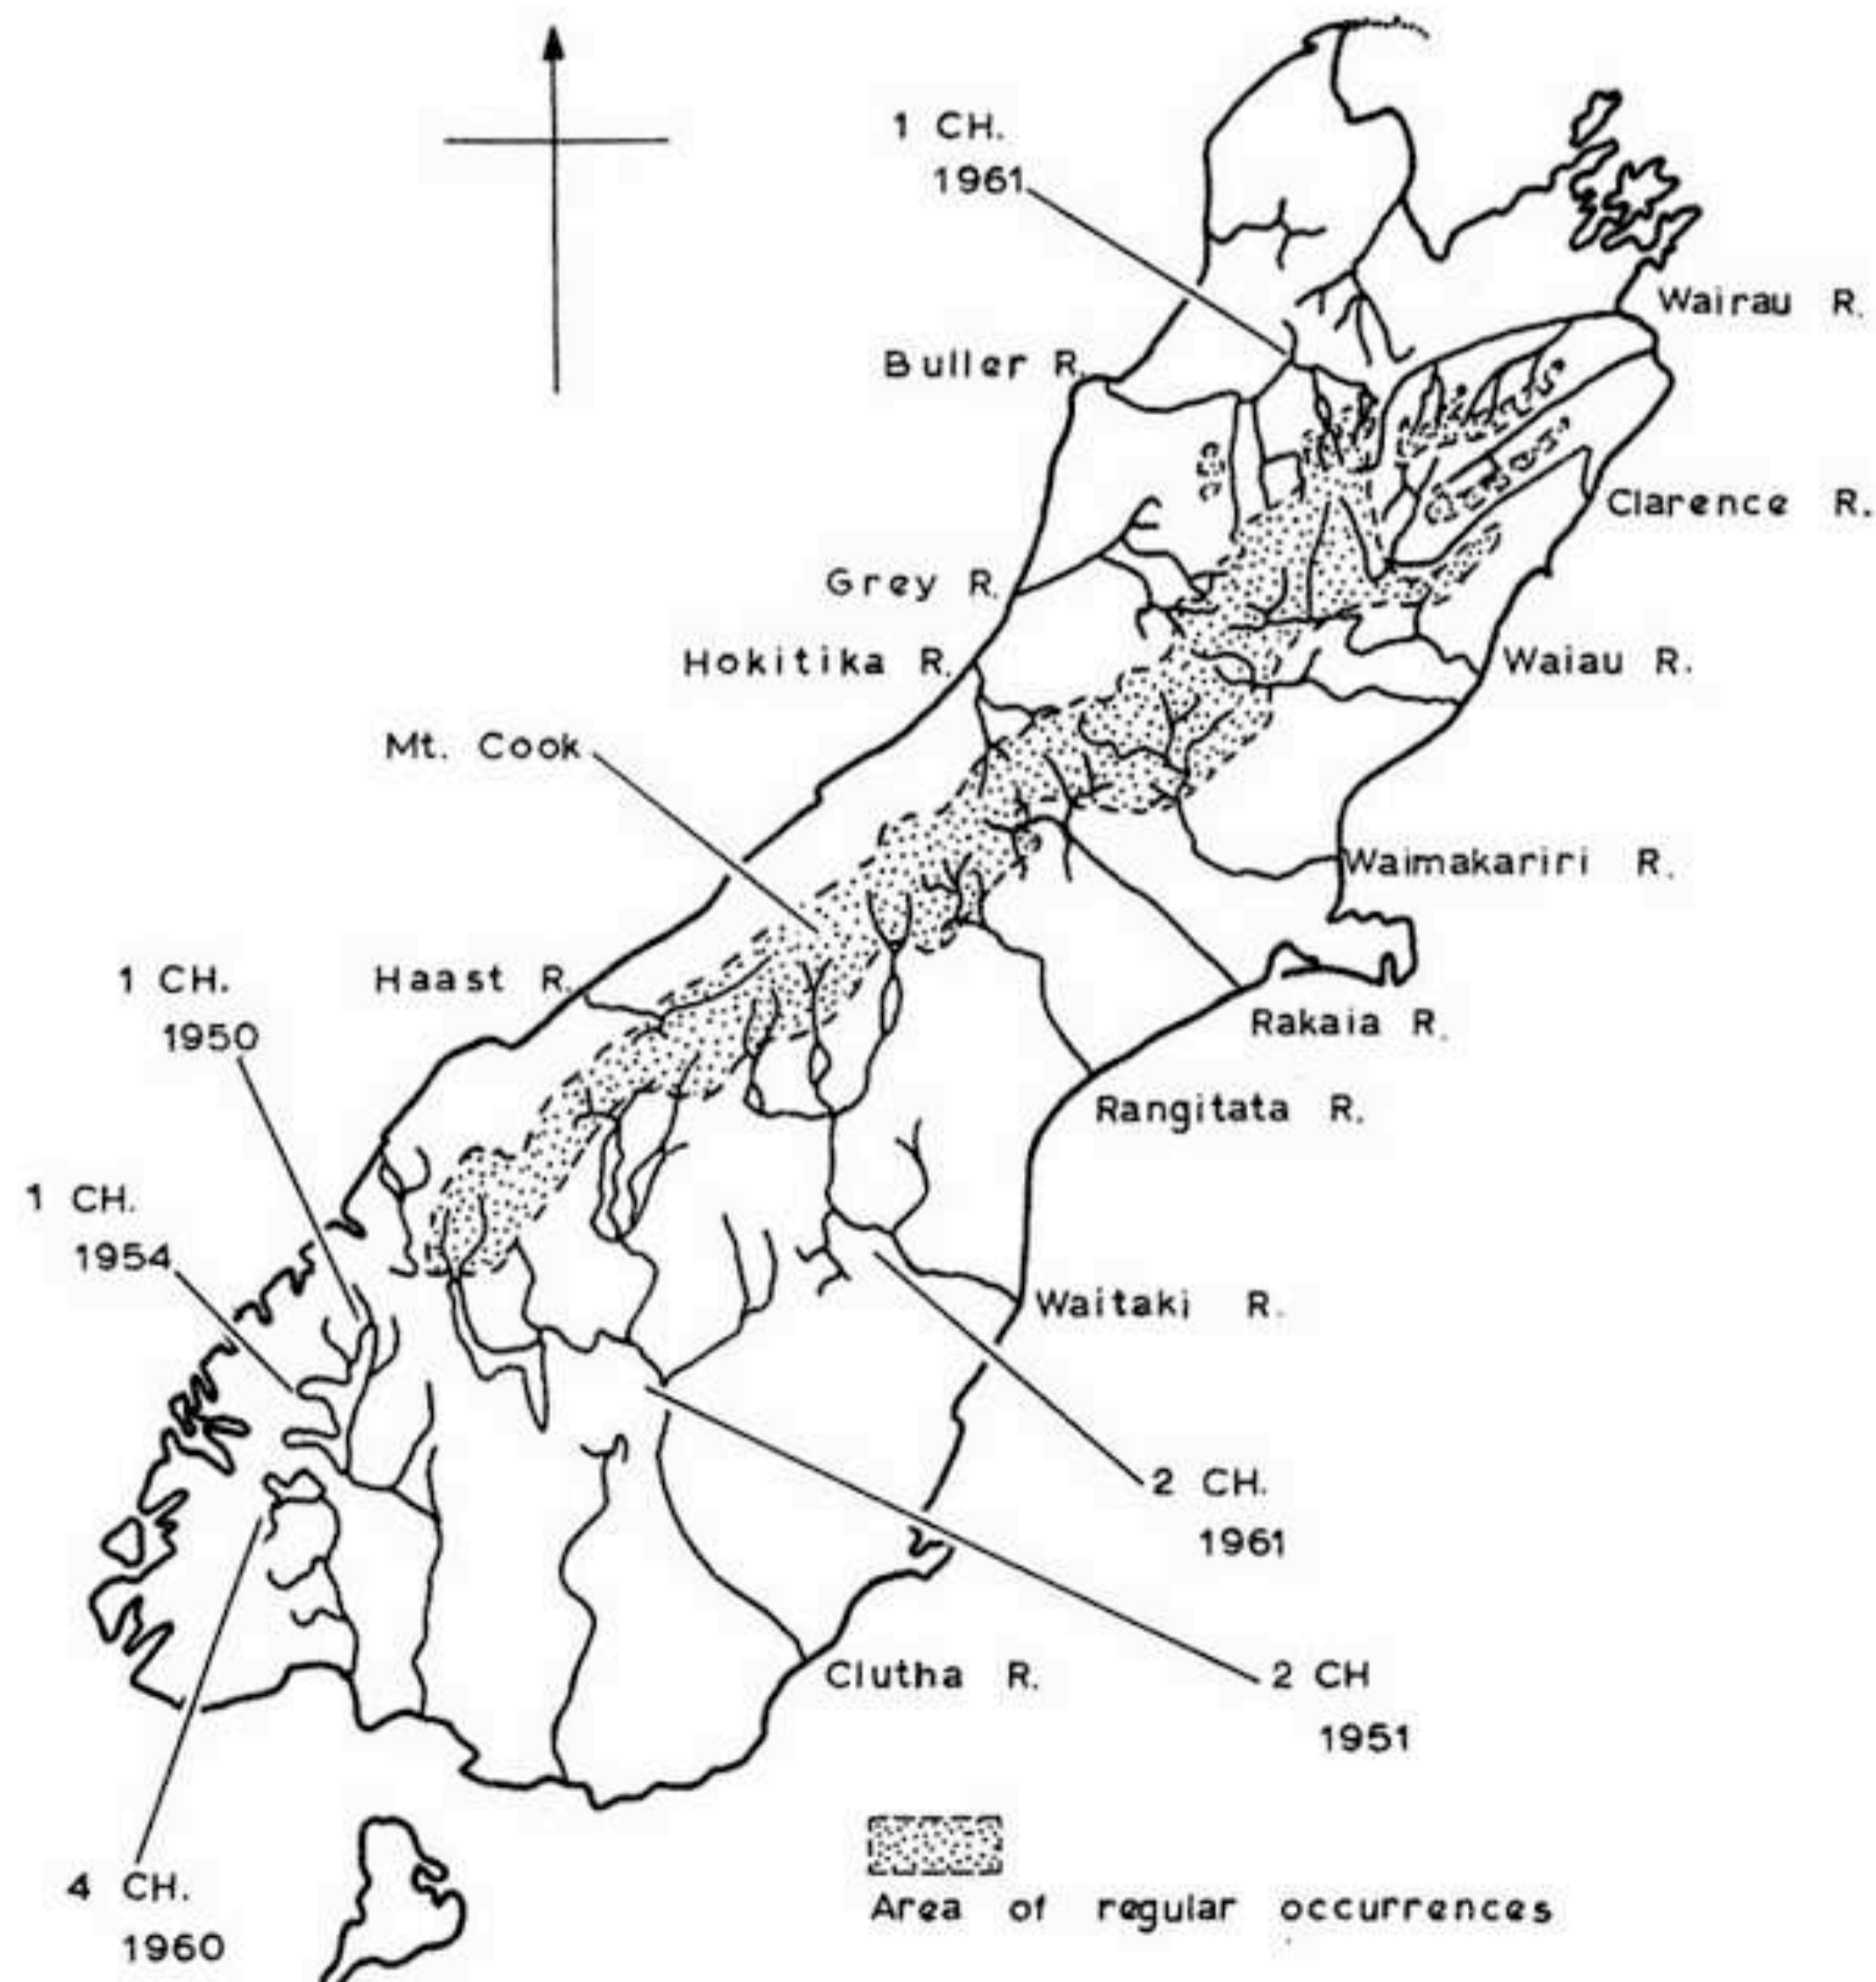 1 CH.
1961
Wairau R.
Buller R.
Clarence R.
Grey R.
Hokitika R.
Waiau R.
Mt. Cook
Waimakariri R.
1 CH.
1950
Haast R.
Rakaia R.
Rangitata R.
1 CH.
1954
Waitaki R.
2 CH.
1961
Clutha R.
2 CH
1951
4 CH.
1960
Area of regular occurrences